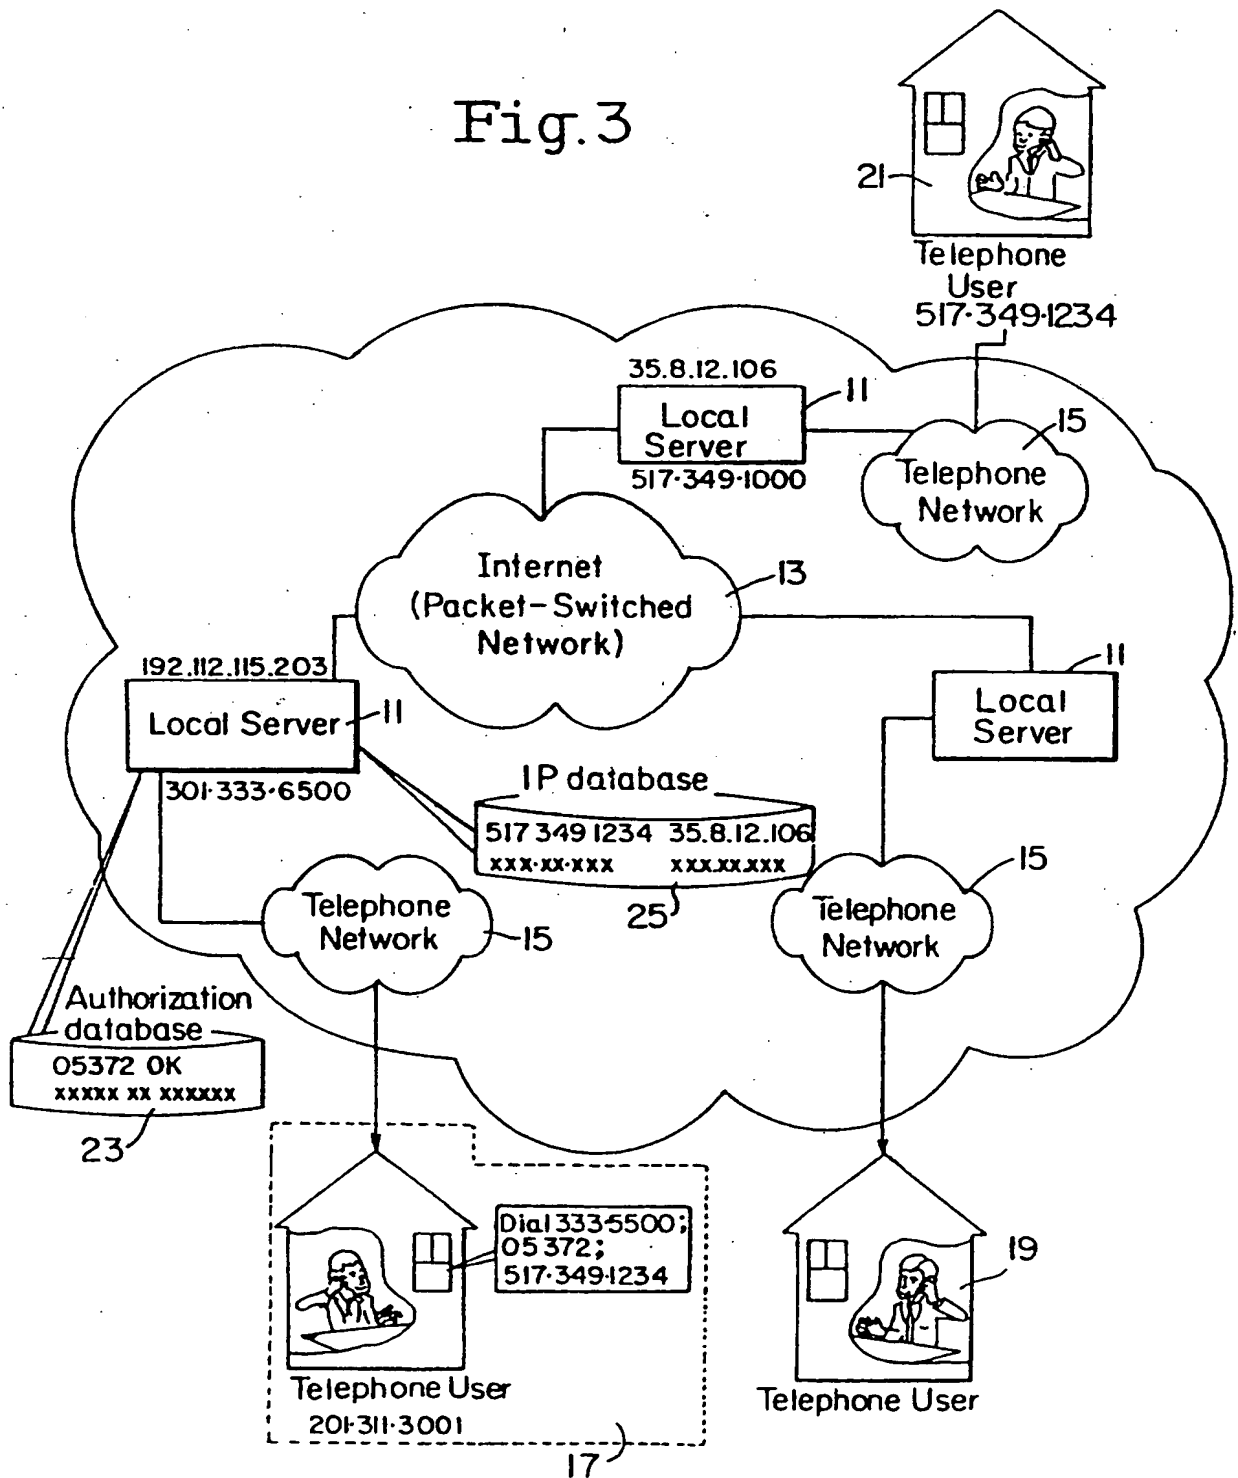 Fig. 3
21
Telephone
User
517·349·1234
35.8.12.106
11
Local
Server
517·349·1000
15
Telephone
Network
Internet
(Packet-Switched
Network)
13
192.112.115.203
Local Server
11
301·333·6500
11
Local
Server
IP database
517 349 1234 35.8.12.106
xxx·xx·xxx xxx.xx.xxx
25
Telephone
Network
15
15
Telephone
Network
Authorization
database
05372 OK
xxxxx xx xxxxxx
23
Dial 333-5500;
05372;
517·349·1234
Telephone User
201·311·3001
17
19
Telephone User